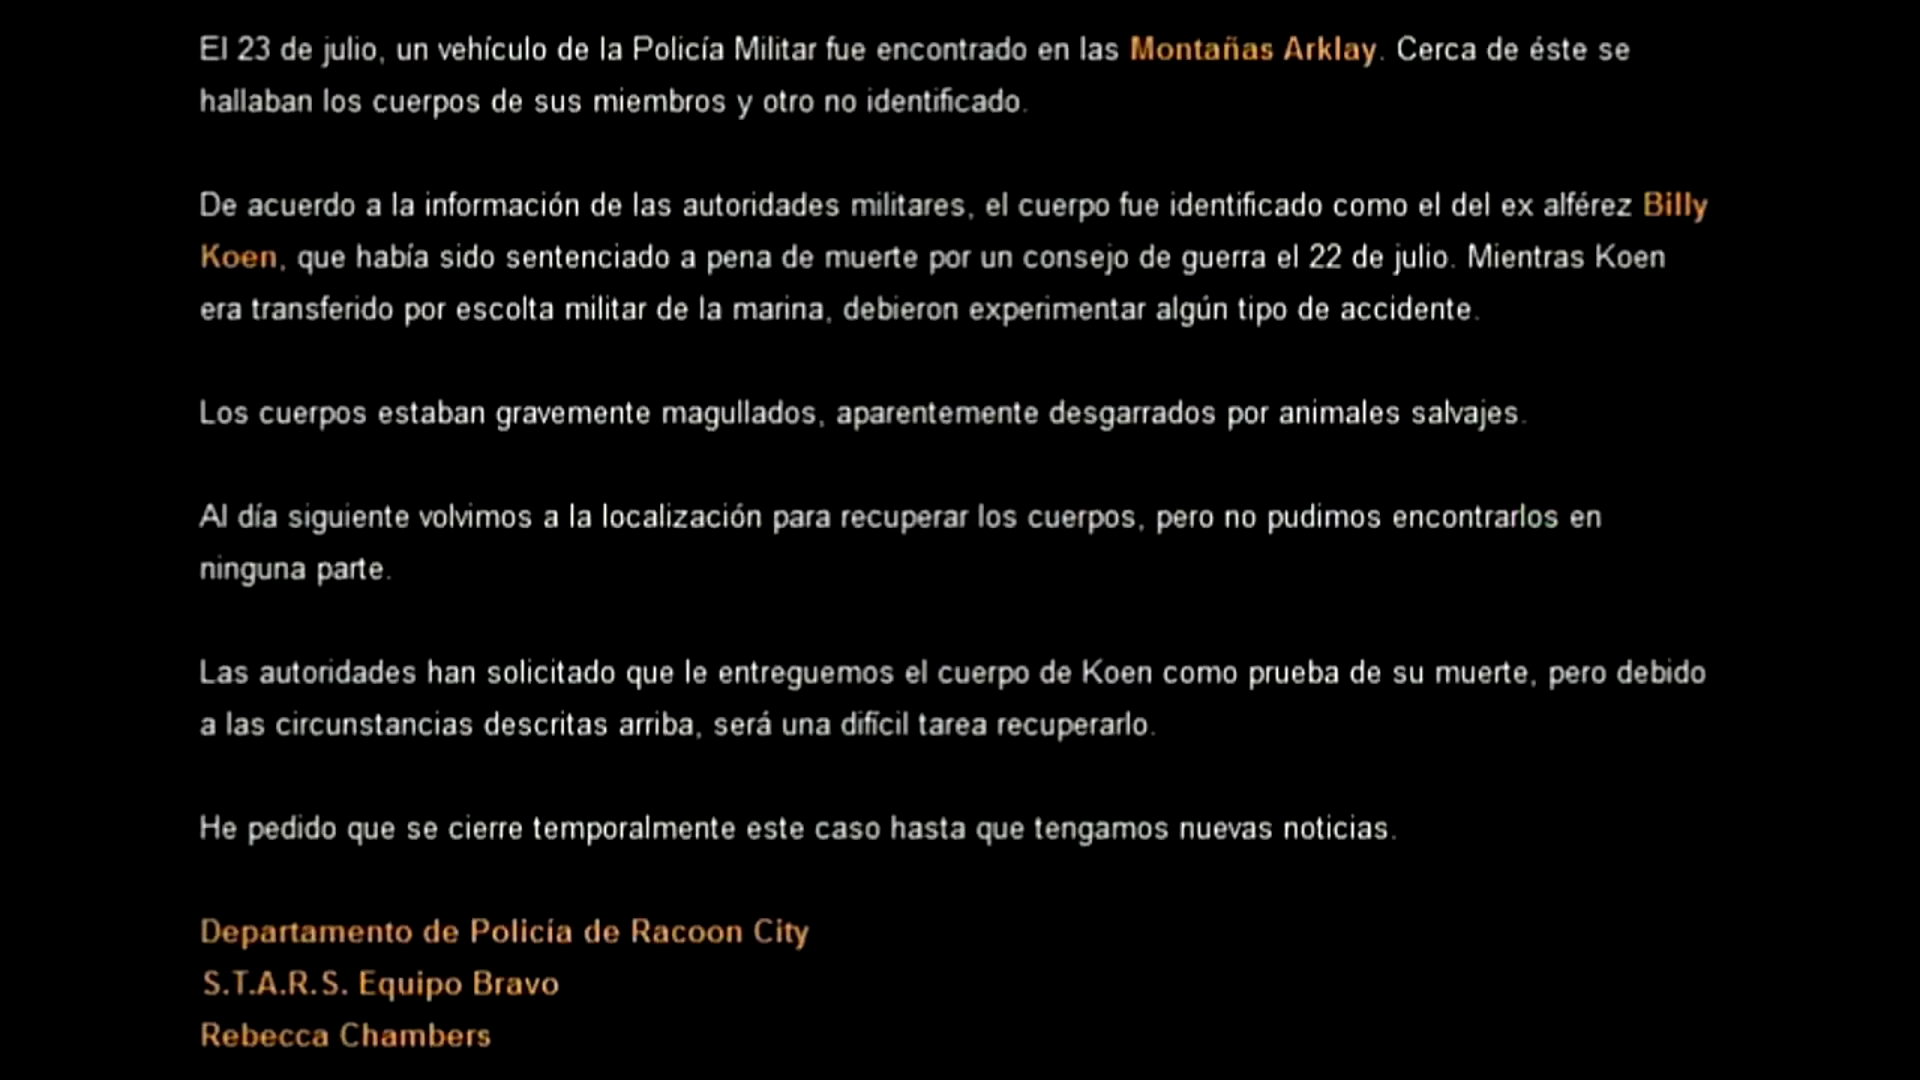 El 23 de julio, un vehículo de la Policía Militar fue encontrado en las Montañas Arklay. Cerca de éste se
hallaban los cuerpos de sus miembros y otro no identificado.
De acuerdo a la información de las autoridades militares, el cuerpo fue identificado como el del ex alférez Billy
Koen, que había sido sentenciado a pena de muerte por un consejo de guerra el 22 de julio. Mientras Koen
era transferido por escolta militar de la marina, debieron experimentar algún tipo de accidente.
Los cuerpos estaban gravemente magullados, aparentemente desgarrados por animales salvajes.
Al día siguiente volvimos a la localización para recuperar los cuerpos, pero no pudimos encontrarlos en
ninguna parte.
Las autoridades han solicitado que le entreguemos el cuerpo de Koen como prueba de su muerte, pero debido
a las circunstancias descritas arriba, será una difícil tarea recuperarlo.
He pedido que se cierre temporalmente este caso hasta que tengamos nuevas noticias.
Departamento de Policía de Racoon City
S.T.A.R.S. Equipo Bravo
Rebecca Chambers